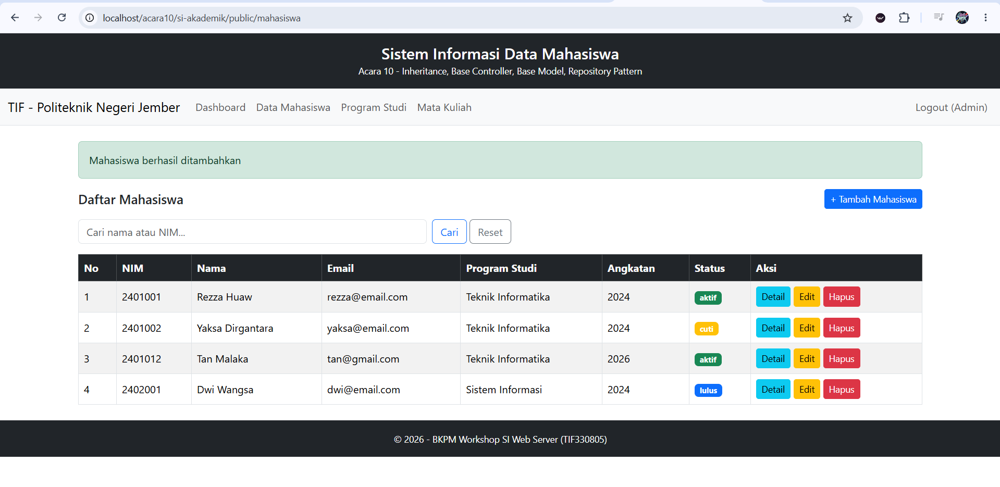 localhost/acara10/si-akademik/public/mahasiswa
Sistem Informasi Data Mahasiswa
Acara 10 - Inheritance, Base Controller, Base Model, Repository Pattern
TIF - Politeknik Negeri Jember Dashboard Data Mahasiswa Program Studi Mata Kuliah Logout (Admin)
Mahasiswa berhasil ditambahkan
Daftar Mahasiswa + Tambah Mahasiswa
Cari nama atau NIM... Cari Reset
No NIM Nama Email Program Studi Angkatan Status Aksi
1 2401001 Rezza Huaw rezza@email.com Teknik Informatika 2024 aktif Detail Edit Hapus
2 2401002 Yaksa Dirgantara yaksa@email.com Teknik Informatika 2024 cuti Detail Edit Hapus
3 2401012 Tan Malaka tan@gmail.com Teknik Informatika 2026 aktif Detail Edit Hapus
4 2402001 Dwi Wangsa dwi@email.com Sistem Informasi 2024 lulus Detail Edit Hapus
© 2026 - BKPM Workshop SI Web Server (TIF330805)